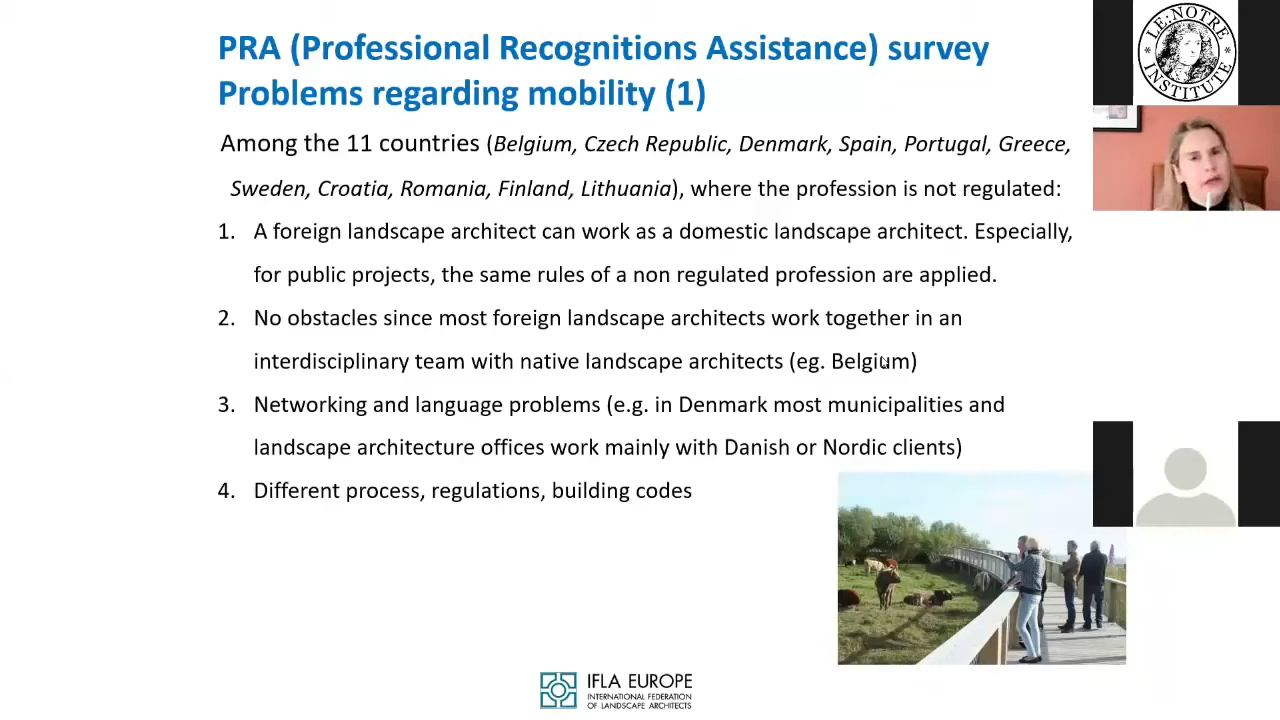 PRA (Professional Recognitions Assistance) survey
Problems regarding mobility (1)
Among the 11 countries (Belgium, Czech Republic, Denmark, Spain, Portugal, Greece,
Sweden, Croatia, Romania, Finland, Lithuania), where the profession is not regulated:
1. A foreign landscape architect can work as a domestic landscape architect. Especially,
for public projects, the same rules of a non regulated profession are applied.
2. No obstacles since most foreign landscape architects work together in an
interdisciplinary team with native landscape architects (eg. Belgium)
3. Networking and language problems (e.g. in Denmark most municipalities and
landscape architecture offices work mainly with Danish or Nordic clients)
4. Different process, regulations, building codes
IFLA EUROPE
INTERNATIONAL FEDERATION
OF LANDSCAPE ARCHITECTS
LE:NOTRE
INSTITUTE